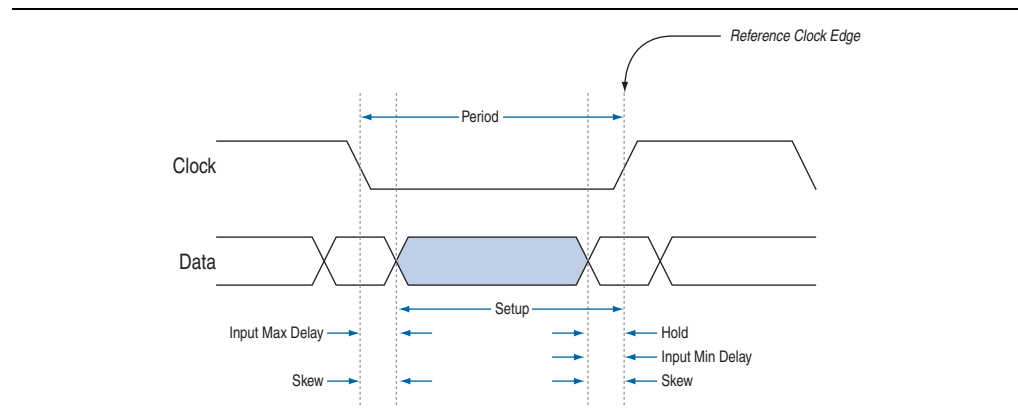 Reference Clock Edge
Period
Clock
Data
Setup
Input Max Delay
Hold
Input Min Delay
Skew
Skew